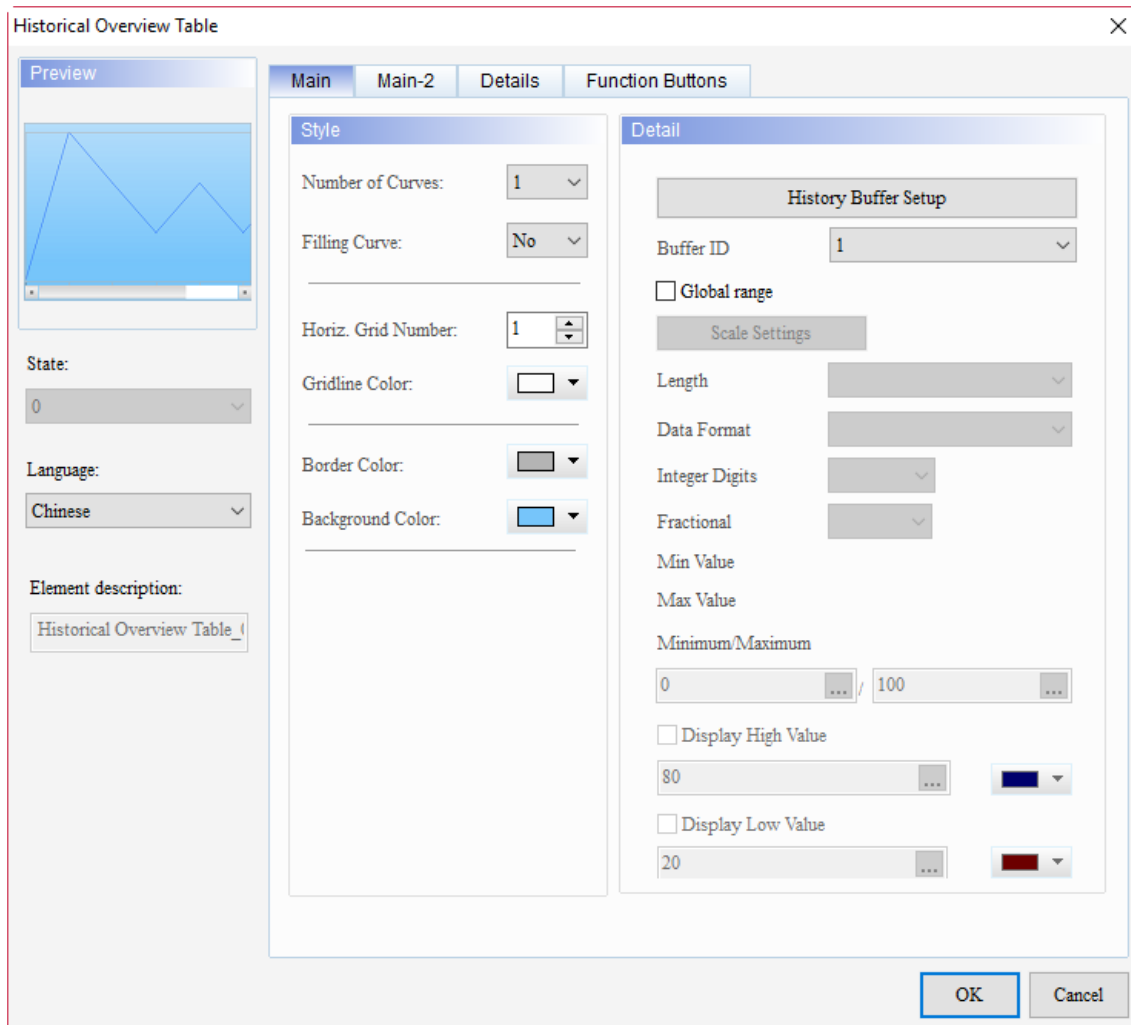 Historical Overview Table
Preview
State:
0
Language:
Chinese
Element description:
Historical Overview Table_
Main
Main-2
Details
Function Buttons
Style
Number of Curves:
1
Filling Curve:
No
Horiz. Grid Number:
1
Gridline Color:
Border Color:
Background Color:
Detail
History Buffer Setup
Buffer ID
1
Global range
Scale Settings
Length
Data Format
Integer Digits
Fractional
Min Value
Max Value
Minimum/Maximum
0 ... / 100 ...
Display High Value
80 ...
Display Low Value
20 ...
OK
Cancel